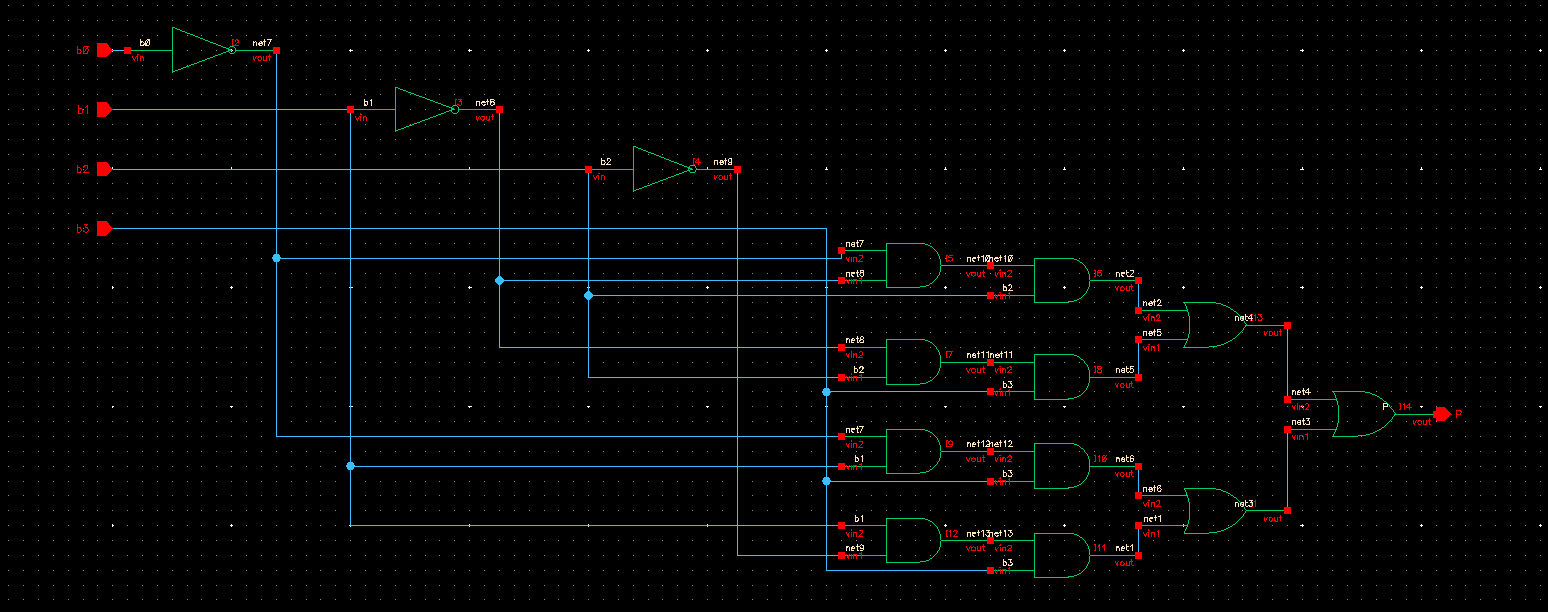 b0 b0 I2 net7
vin vout
b1 b1 I3 net8
vin vout
b2 b2 I4 net9
vin vout
b3
net7
vin2 I5 net10 net10
net8 vout vin2 I6 net2
vin1 b2 vout
vin1 net2
vin2 net4 I13
net5 vout
vin1
net8
vin2 I7 net11 net11
b2 vout vin2 I8 net5
vin1 b3 vout
vin1 net4
vin2 P I14 P
net3 vout
vin1
net7
vin2 I9 net12 net12
b1 vout vin2 I10 net6
vin1 b3 vout
vin1 net6
vin2 net3
net1 vout
vin1
b1
vin2 I12 net13 net13
net9 vout vin2 I11 net1
vin1 b3 vout
vin1